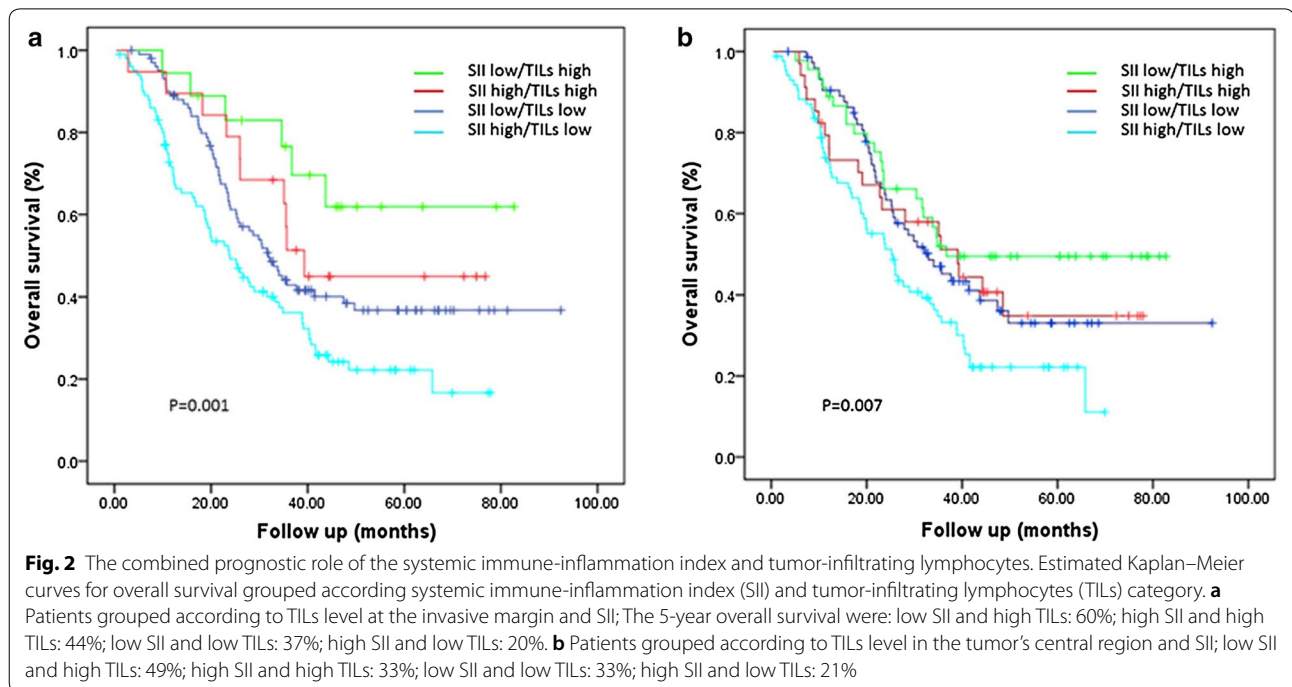 a
1.0
0.8
0.6
0.4
0.2
0.0
Overall survival (%)
SII low/TILs high
SII high/TILs high
SII low/TILs low
SII high/TILs low
P=0.001
0.00 20.00 40.00 60.00 80.00 100.00
Follow up (months)
b
1.0
0.8
0.6
0.4
0.2
0.0
Overall survival (%)
SII low/TILs high
SII high/TILs high
SII low/TILs low
SII high/TILs low
P=0.007
0.00 20.00 40.00 60.00 80.00 100.00
Follow up (months)
Fig. 2 The combined prognostic role of the systemic immune-inflammation index and tumor-infiltrating lymphocytes. Estimated Kaplan–Meier
curves for overall survival grouped according systemic immune-inflammation index (SII) and tumor-infiltrating lymphocytes (TILs) category. a
Patients grouped according to TILs level at the invasive margin and SII; The 5-year overall survival were: low SII and high TILs: 60%; high SII and high
TILs: 44%; low SII and low TILs: 37%; high SII and low TILs: 20%. b Patients grouped according to TILs level in the tumor's central region and SII; low SII
and high TILs: 49%; high SII and high TILs: 33%; low SII and low TILs: 33%; high SII and low TILs: 21%